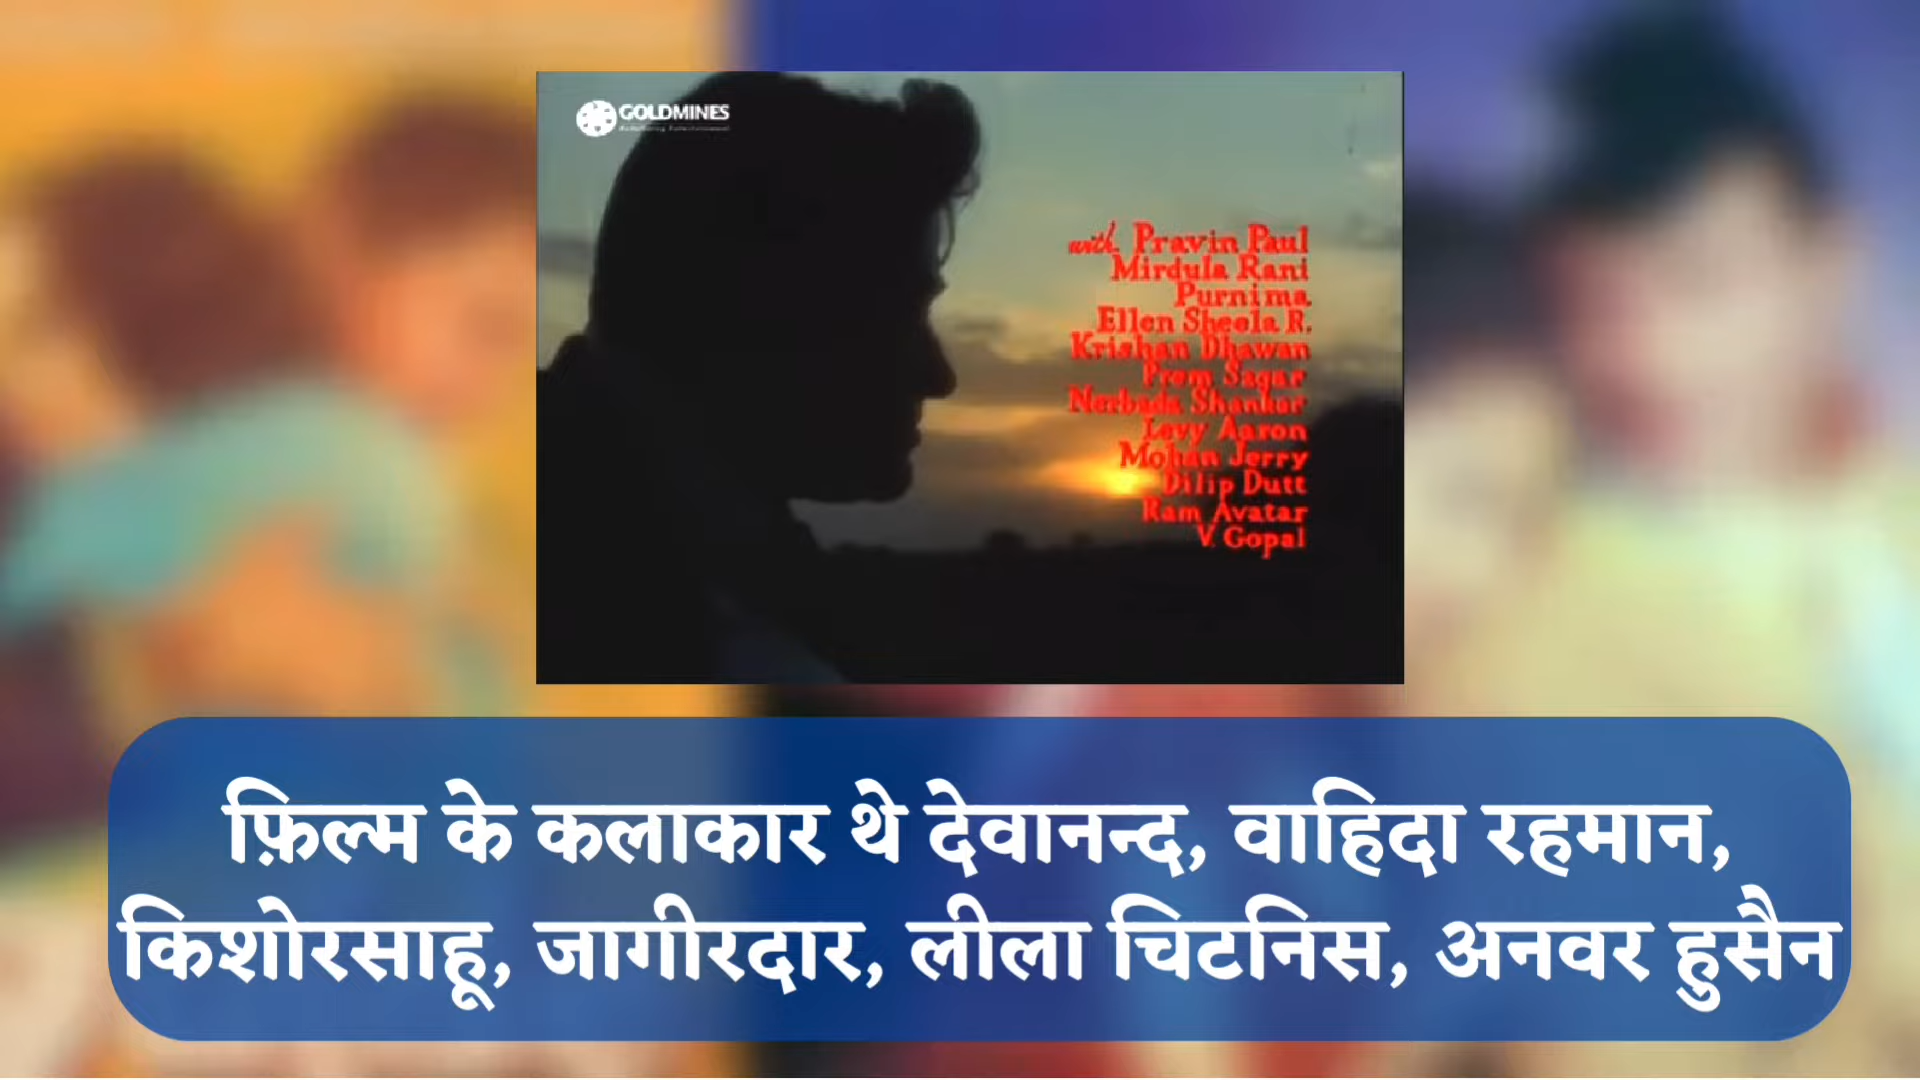 GOLDMINES
with Pravin Paul
Mirdula Rani
Purnima
Ellen Sheela R.
Krishan Dhawan
Prem Sagar
Nerbada Shankar
Levy Aaron
Mohan Jerry
Dilip Dutt
Ram Avatar
V. Gopal
फ़िल्म के कलाकार थे देवानन्द, वाहिदा रहमान,
किशोरसाहू, जागीरदार, लीला चिटनिस, अनवर हुसैन